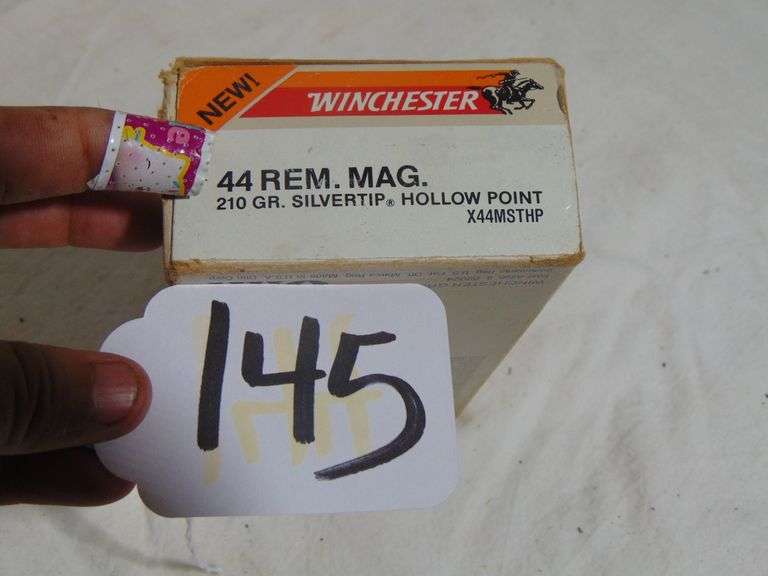 NEW!
WINCHESTER
44 REM. MAG.
210 GR. SILVERTIP® HOLLOW POINT
X44MSTHP
145